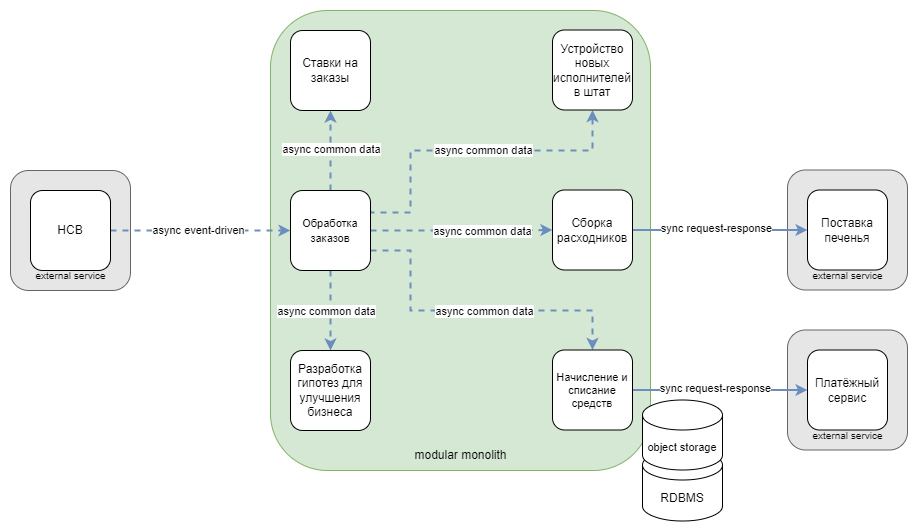 Ставки на
заказы
Устройство
новых
исполнителей
в штат
async common data
async common data
НСВ
external service
async event-driven
Обработка
заказов
async common data
Сборка
расходников
sync request-response
Поставка
печенья
external service
async common data
async common data
Разработка
гипотез для
улучшения
бизнеса
Начисление и
списание
средств
sync request-response
Платёжный
сервис
external service
modular monolith
object storage
RDBMS